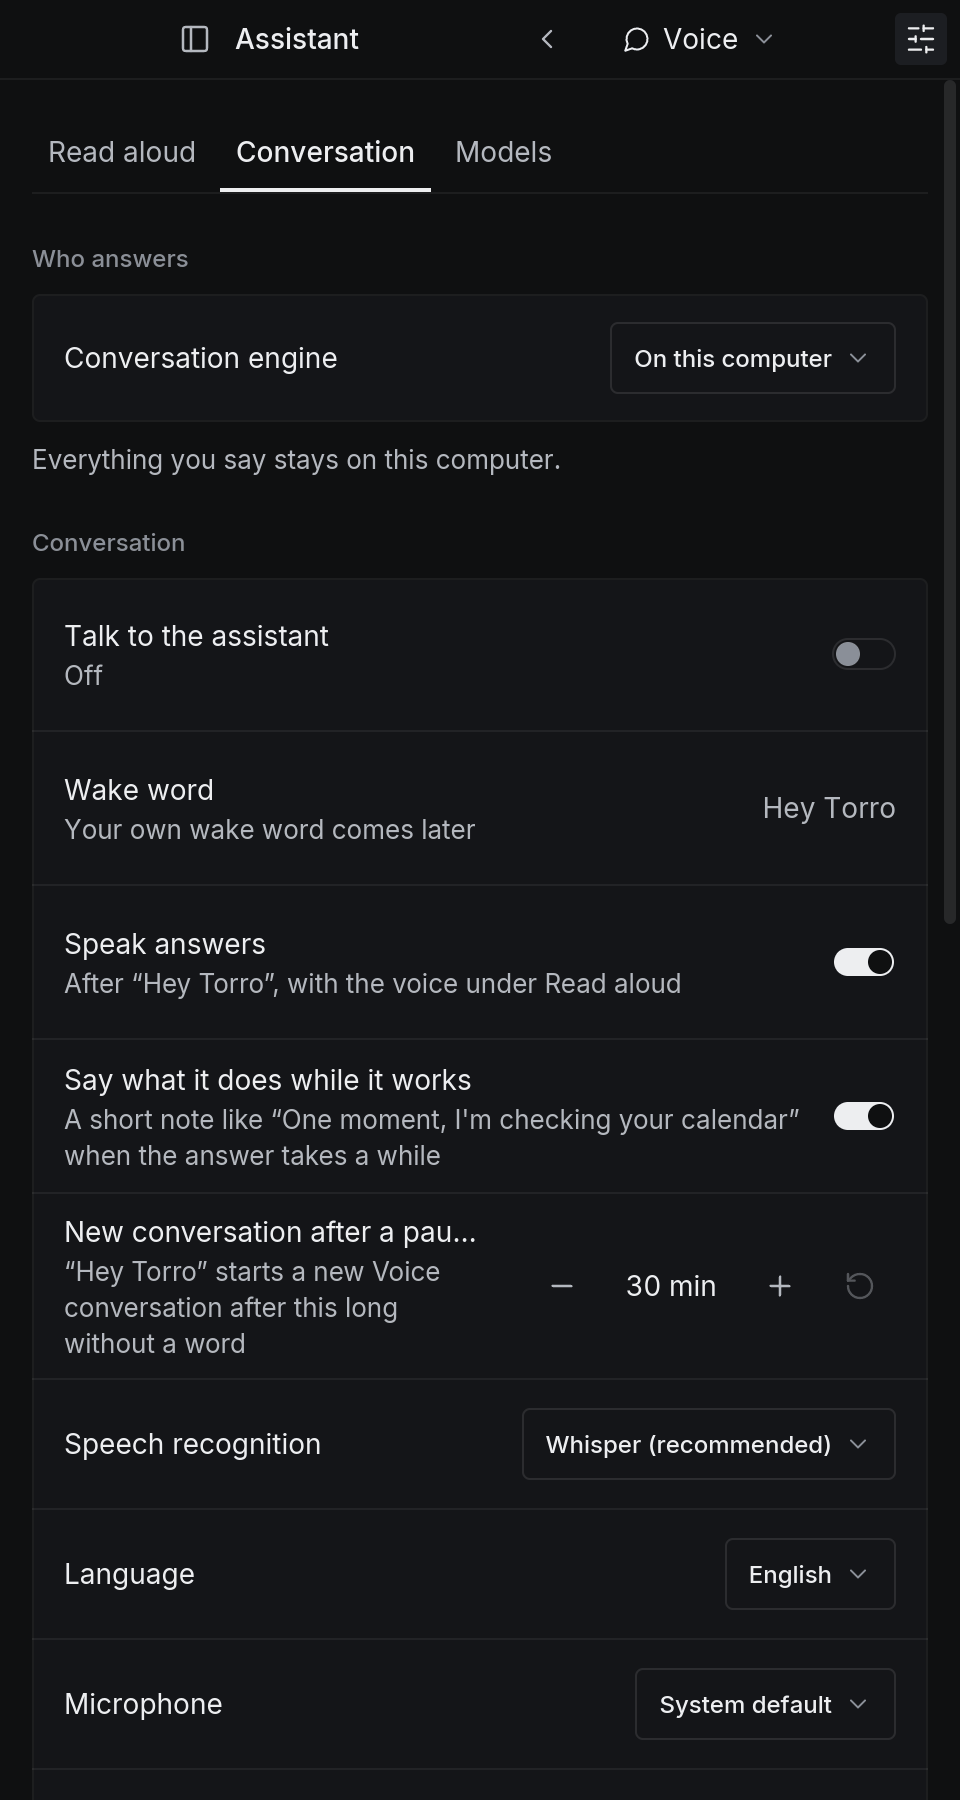 Assistant
Voice
Read aloud
Conversation
Models
Who answers
Conversation engine
On this computer
Everything you say stays on this computer.
Conversation
Talk to the assistant
Off
Wake word
Your own wake word comes later
Hey Torro
Speak answers
After “Hey Torro”, with the voice under Read aloud
Say what it does while it works
A short note like “One moment, I'm checking your calendar”
when the answer takes a while
New conversation after a pau…
“Hey Torro” starts a new Voice
conversation after this long
without a word
30 min
Speech recognition
Whisper (recommended)
Language
English
Microphone
System default